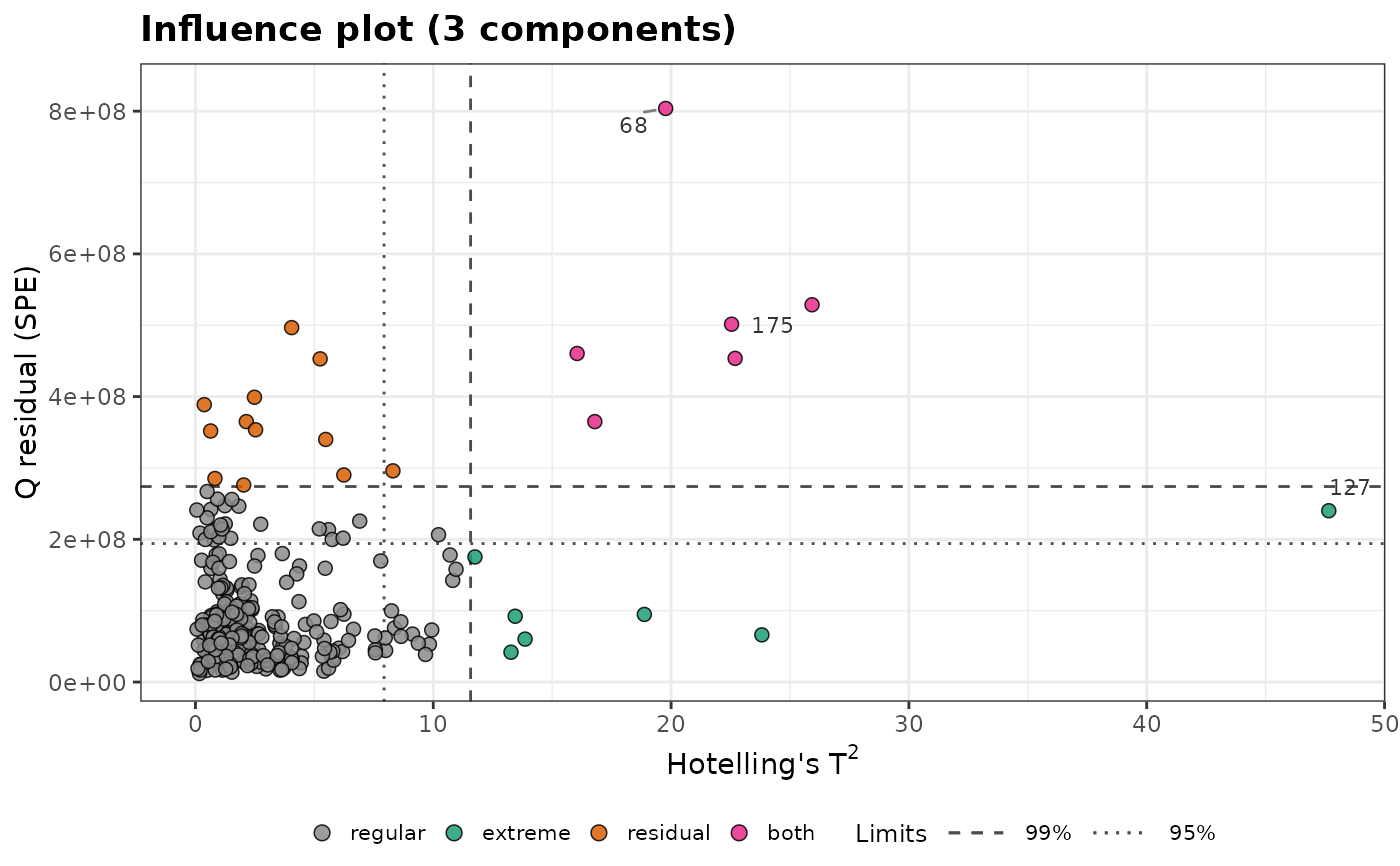 Influence plot (3 components)
8e+08
6e+08
4e+08
2e+08
0e+00
Q residual (SPE)
68
175
127
0 10 20 30 40 50
Hotelling's T²
regular extreme residual both Limits 99% 95%